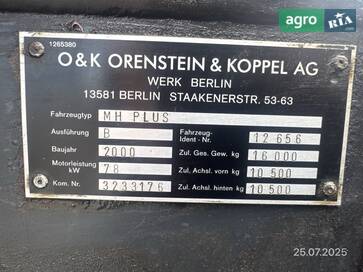 agro
RIA
.com
1265380
O&K ORENSTEIN & KOPPEL AG
WERK BERLIN
13581 BERLIN STAAKENERSTR. 53-63
Fahrzeugtyp MH PLUS
Ausführung B Fahrzeug-Ident - Nr. 12 656
Baujahr 2000 Zul. Ges. Gew. kg 16 000
Motorleistung kW 78 Zul. Achsl. vorn kg 10 500
Kom. Nr. 3233176 Zul. Achsl. hinten kg 10 500
25.07.2025